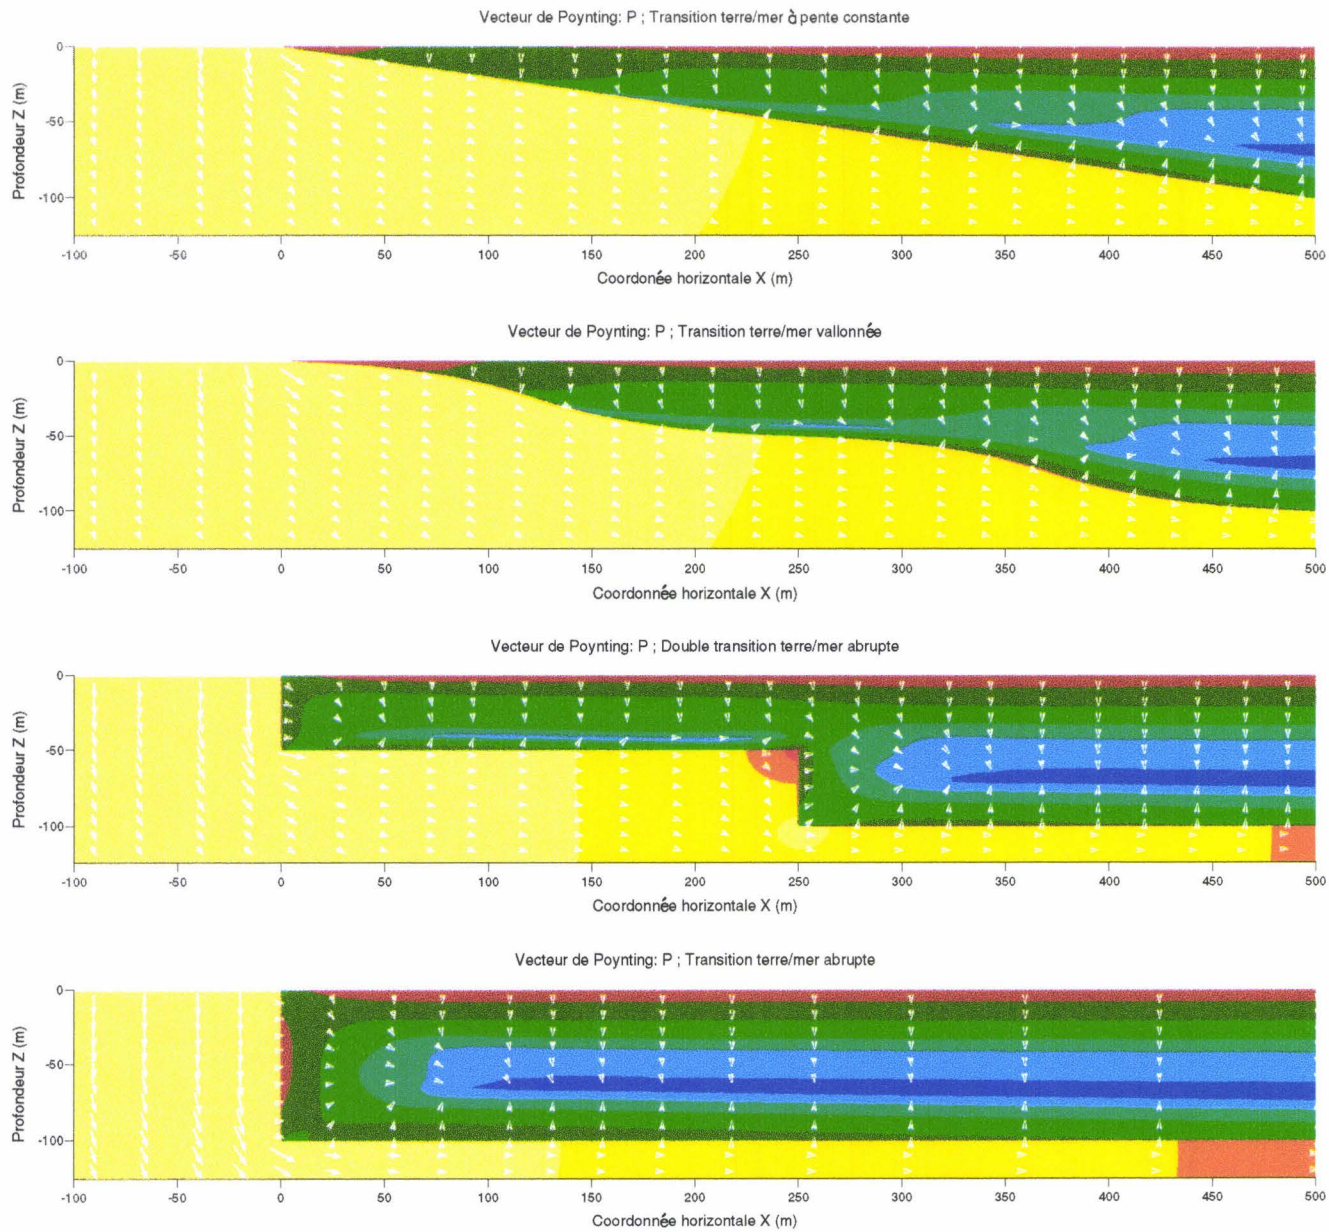 Vecteur de Poynting: P ; Transition terre/mer à pente constante
Profondeur Z (m)
0
-50
-100
-100 -50 0 50 100 150 200 250 300 350 400 450 500
Coordonée horizontale X (m)
Vecteur de Poynting: P ; Transition terre/mer vallonnée
Profondeur Z (m)
0
-50
-100
-100 -50 0 50 100 150 200 250 300 350 400 450 500
Coordonnée horizontale X (m)
Vecteur de Poynting: P ; Double transition terre/mer abrupte
Profondeur Z (m)
0
-50
-100
-100 -50 0 50 100 150 200 250 300 350 400 450 500
Coordonnée horizontale X (m)
Vecteur de Poynting: P ; Transition terre/mer abrupte
Profondeur Z (m)
0
-50
-100
-100 -50 0 50 100 150 200 250 300 350 400 450 500
Coordonnée horizontale X (m)